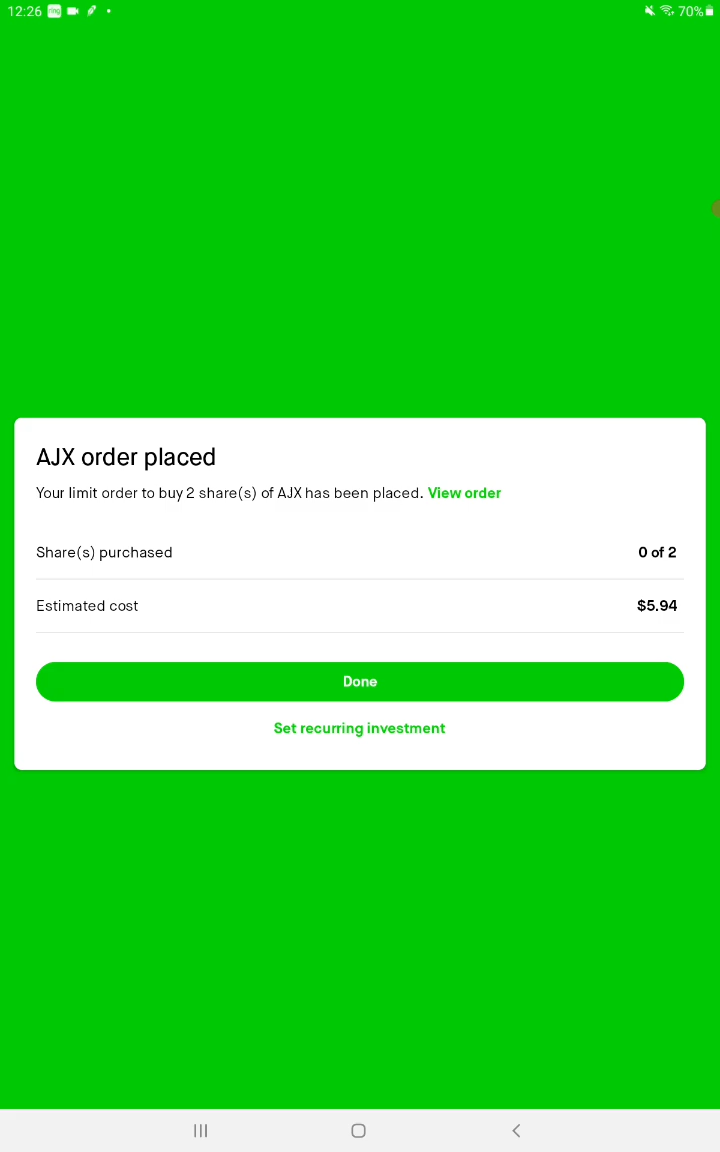 12:26 ring 70%
AJX order placed
Your limit order to buy 2 share(s) of AJX has been placed. View order
Share(s) purchased 0 of 2
Estimated cost $5.94
Done
Set recurring investment